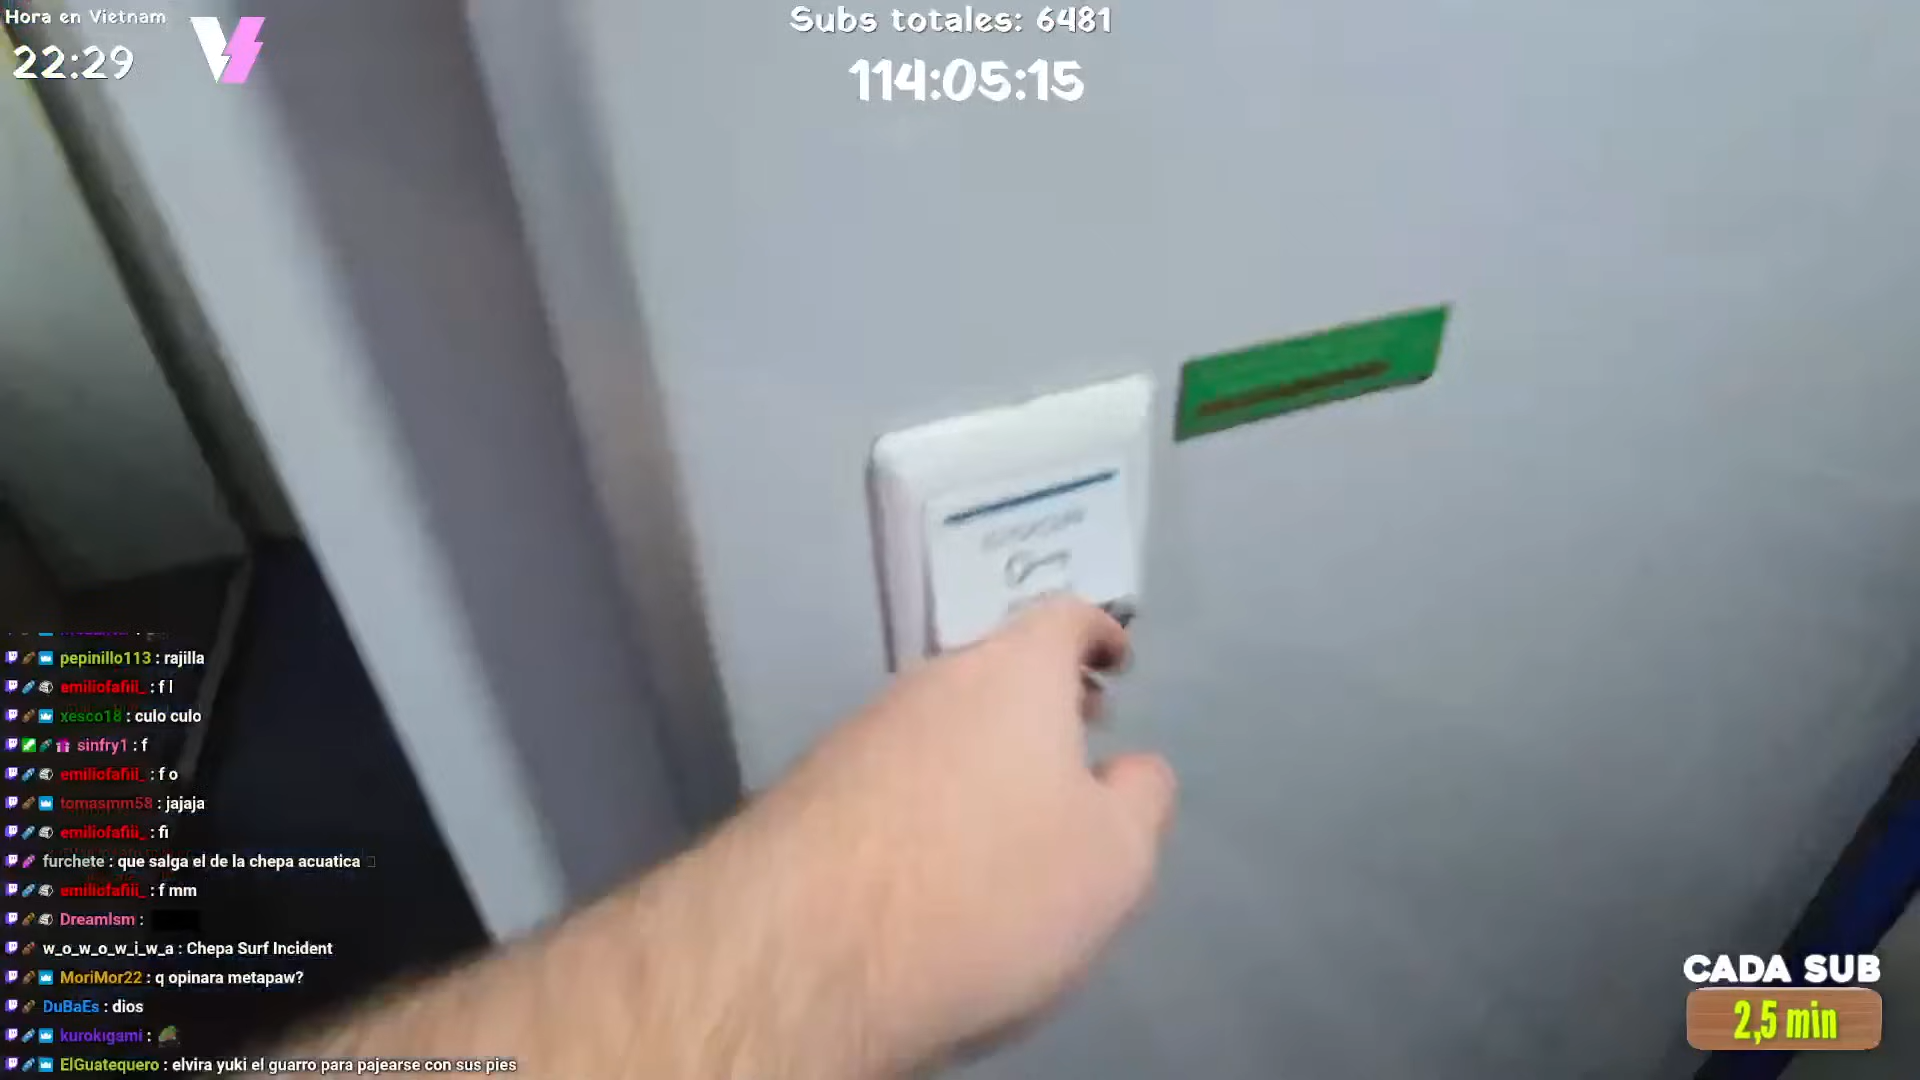 Hora en Vietnam
22:29
Subs totales: 6481
114:05:15
pepinillo113 : rajilla
emiliofafiii_ : f l
xesco18 : culo culo
sinfry1 : f
emiliofafiii_ : f o
tomasmm58 : jajaja
emiliofafiii_ : fi
furchete : que salga el de la chepa acuatica
emiliofafiii_ : f mm
Dreamlsm :
w_o_w_o_w_i_w_a : Chepa Surf Incident
MoriMor22 : q opinara metapaw?
DuBaEs : dios
kurokigami :
ElGuatequero : elvira yuki el guarro para pajearse con sus pies
CADA SUB
2,5 min